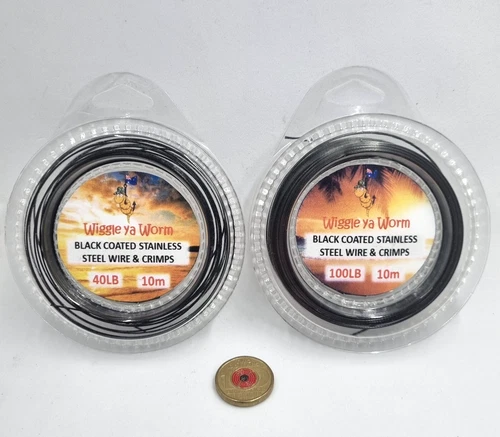 Wiggle ya Worm
BLACK COATED STAINLESS
STEEL WIRE & CRIMPS
40LB 10m
Wiggle ya Worm
BLACK COATED STAINLESS
STEEL WIRE & CRIMPS
100LB 10m